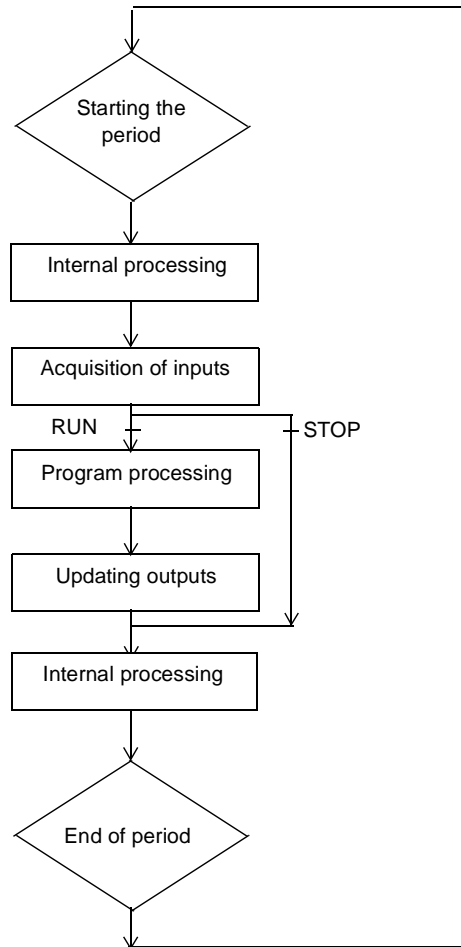 Starting the
period
Internal processing
Acquisition of inputs
RUN
STOP
Program processing
Updating outputs
Internal processing
End of period